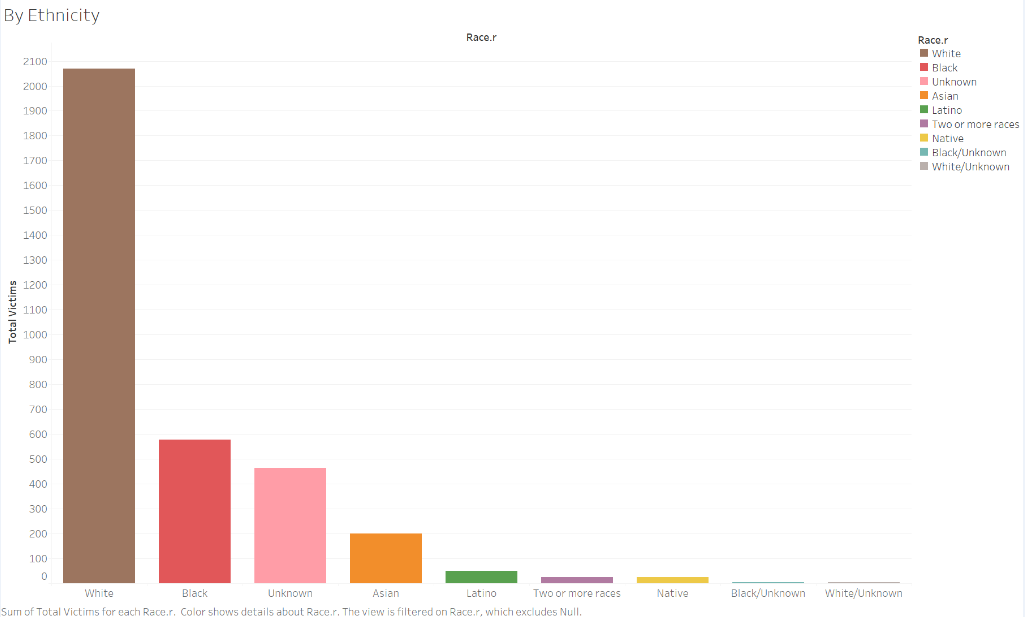 By Ethnicity
Race.r
Race.r
White
Black
Unknown
Asian
Latino
Two or more races
Native
Black/Unknown
White/Unknown
Total Victims
2100
2000
1900
1800
1700
1600
1500
1400
1300
1200
1100
1000
900
800
700
600
500
400
300
200
100
0
White Black Unknown Asian Latino Two or more races Native Black/Unknown White/Unknown
Sum of Total Victims for each Race.r. Color shows details about Race.r. The view is filtered on Race.r, which excludes Null.